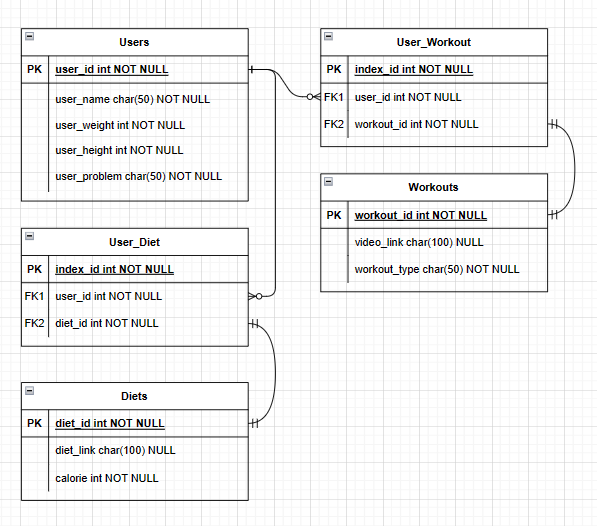 Users
PK user_id int NOT NULL
user_name char(50) NOT NULL
user_weight int NOT NULL
user_height int NOT NULL
user_problem char(50) NOT NULL
User_Workout
PK index_id int NOT NULL
FK1 user_id int NOT NULL
FK2 workout_id int NOT NULL
Workouts
PK workout_id int NOT NULL
video_link char(100) NULL
workout_type char(50) NOT NULL
User_Diet
PK index_id int NOT NULL
FK1 user_id int NOT NULL
FK2 diet_id int NOT NULL
Diets
PK diet_id int NOT NULL
diet_link char(100) NULL
calorie int NOT NULL